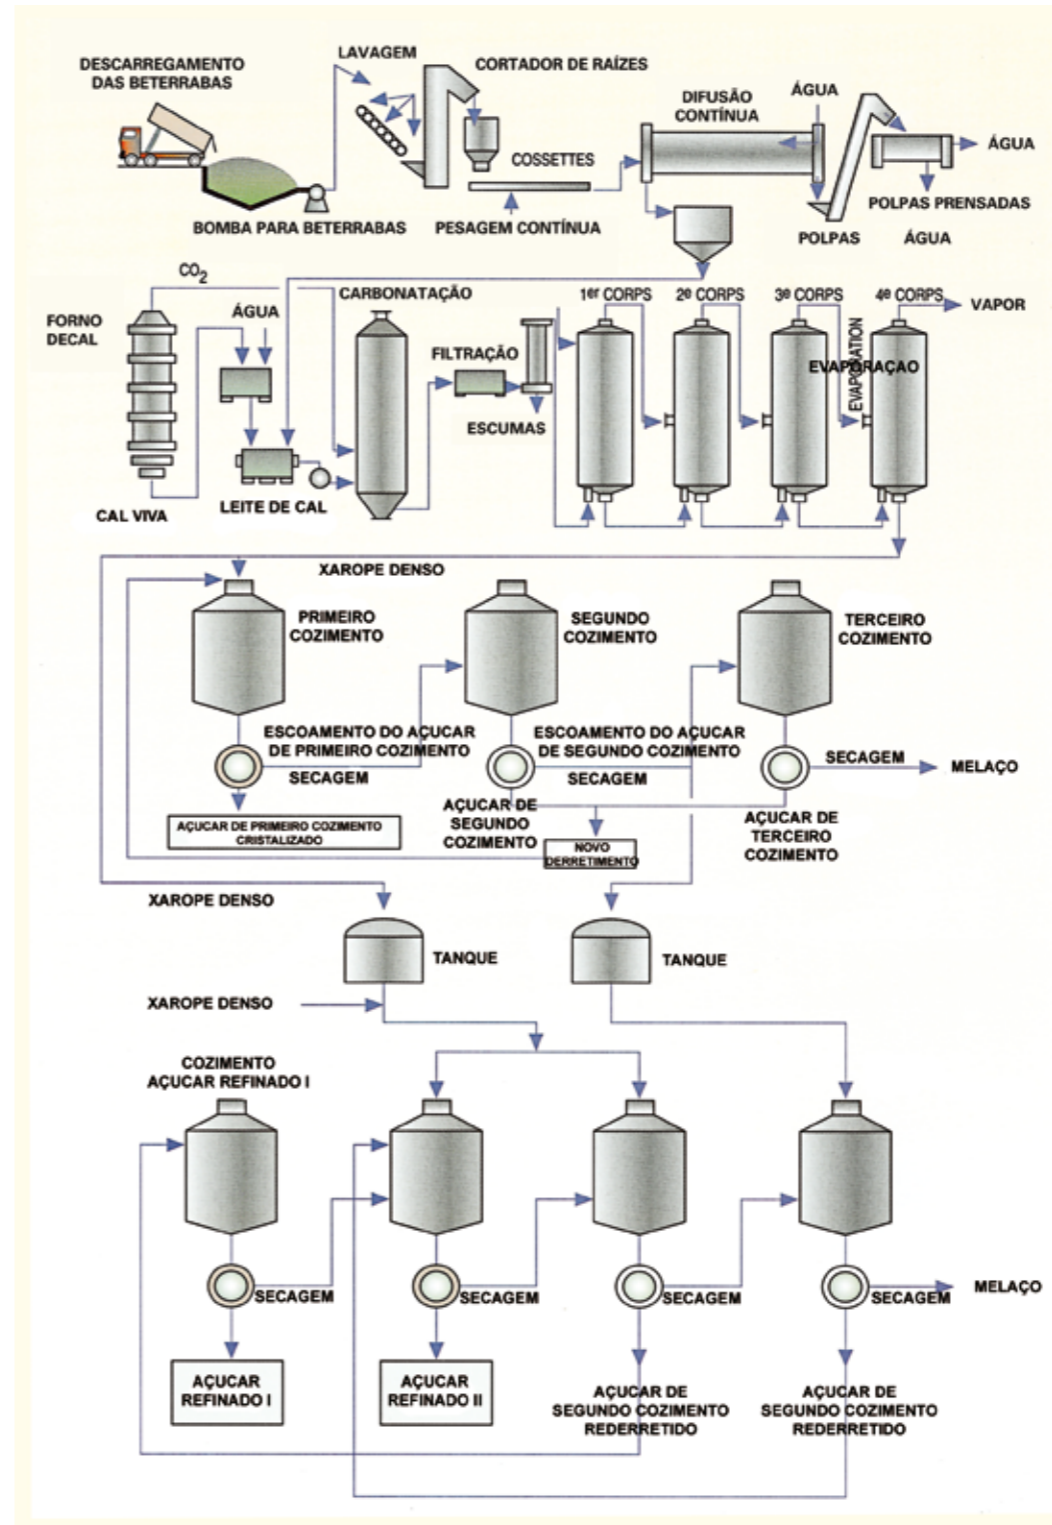 DESCARREGAMENTO
DAS BETERRABAS
LAVAGEM
CORTADOR DE RAÍZES
DIFUSÃO
CONTÍNUA
ÁGUA
ÁGUA
COSSETTES
BOMBA PARA BETERRABAS
PESAGEM CONTÍNUA
POLPAS
POLPAS PRENSADAS
ÁGUA
CO2
FORNO
DECAL
ÁGUA
CARBONATAÇÃO
FILTRAÇÃO
ESCUMAS
1er CORPS
2e CORPS
3e CORPS
4e CORPS
VAPOR
EVAPORATION
EVAPORAÇAO
CAL VIVA
LEITE DE CAL
XAROPE DENSO
PRIMEIRO
COZIMENTO
SEGUNDO
COZIMENTO
TERCEIRO
COZIMENTO
ESCOAMENTO DO AÇUCAR
DE PRIMEIRO COZIMENTO
SECAGEM
ESCOAMENTO DO AÇUCAR
DE SEGUNDO COZIMENTO
SECAGEM
SECAGEM
MELAÇO
AÇUCAR DE PRIMEIRO COZIMENTO
CRISTALIZADO
AÇUCAR DE
SEGUNDO
COZIMENTO
NOVO
DERRETIMENTO
AÇUCAR DE
TERCEIRO
COZIMENTO
XAROPE DENSO
TANQUE
TANQUE
XAROPE DENSO
COZIMENTO
AÇUCAR REFINADO I
SECAGEM
SECAGEM
SECAGEM
SECAGEM
MELAÇO
AÇUCAR
REFINADO I
AÇUCAR
REFINADO II
AÇUCAR DE
SEGUNDO COZIMENTO
REDERRETIDO
AÇUCAR DE
SEGUNDO COZIMENTO
REDERRETIDO